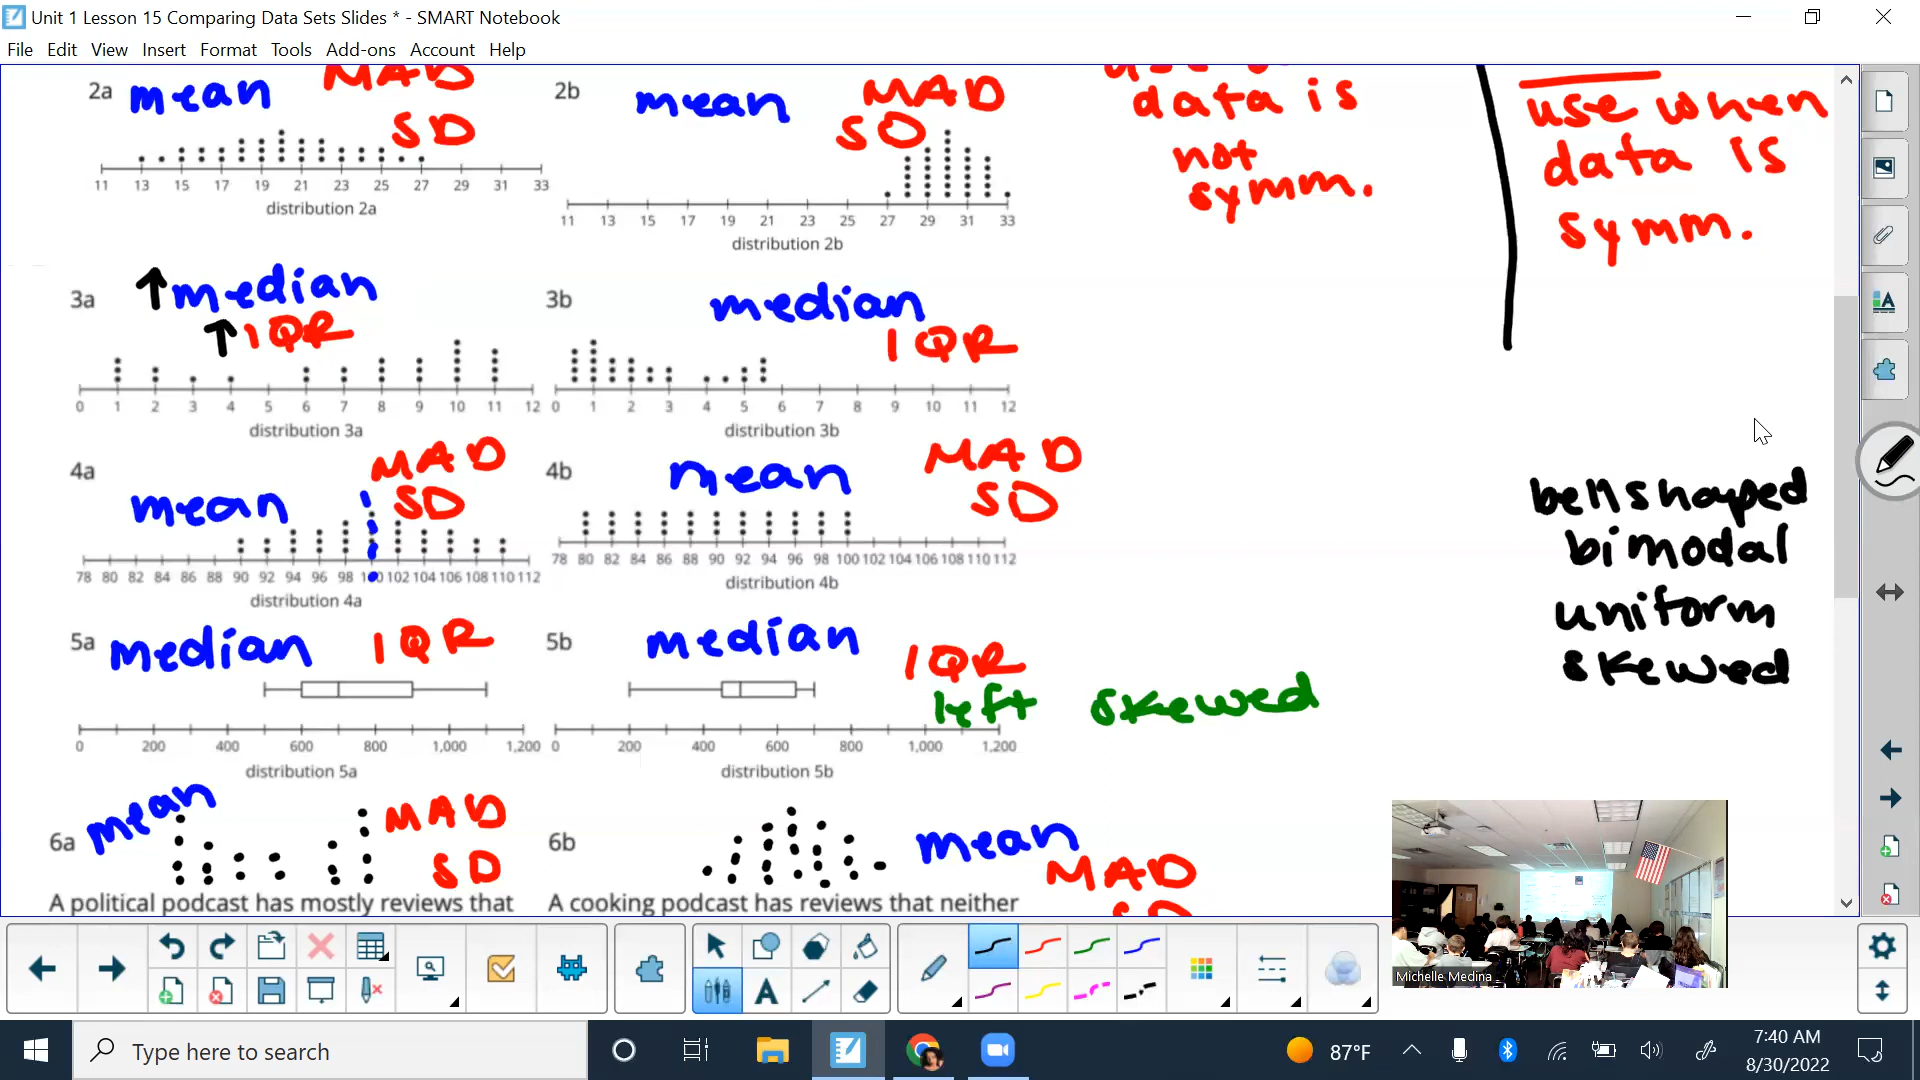 Unit 1 Lesson 15 Comparing Data Sets Slides * - SMART Notebook
File Edit View Insert Format Tools Add-ons Account Help
2a mean MAD
SD
11 13 15 17 19 21 23 25 27 29 31 33
distribution 2a
2b mean MAD
SD
11 13 15 17 19 21 23 25 27 29 31 33
distribution 2b
data is
not
symm.
use when
data is
symm.
3a ↑median
↑IQR
0 1 2 3 4 5 6 7 8 9 10 11 12
distribution 3a
3b median
IQR
0 1 2 3 4 5 6 7 8 9 10 11 12
distribution 3b
4a mean MAD
SD
78 80 82 84 86 88 90 92 94 96 98 100 102 104 106 108 110 112
distribution 4a
4b mean MAD
SD
78 80 82 84 86 88 90 92 94 96 98 100 102 104 106 108 110 112
distribution 4b
bell shaped
bimodal
uniform
skewed
5a median IQR
0 200 400 600 800 1,000 1,200
distribution 5a
5b median IQR
left skewed
0 200 400 600 800 1,000 1,200
distribution 5b
6a mean MAD
SD
A political podcast has mostly reviews that
6b mean
MAD
SD
A cooking podcast has reviews that neither
Michelle Medina
Type here to search
87°F
7:40 AM
8/30/2022